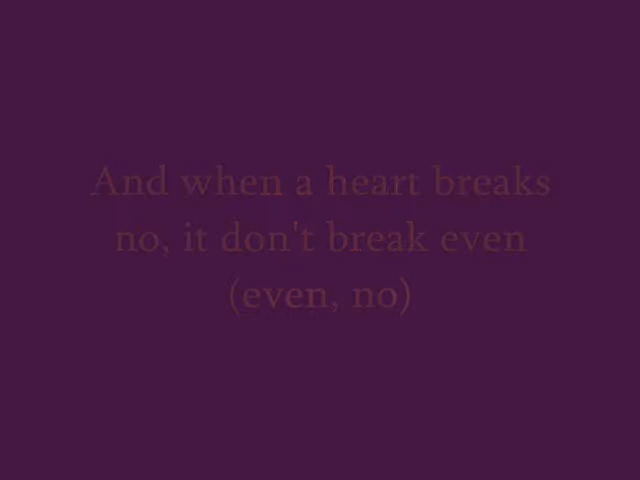 And when a heart breaks
no, it don't break even
(even, no)